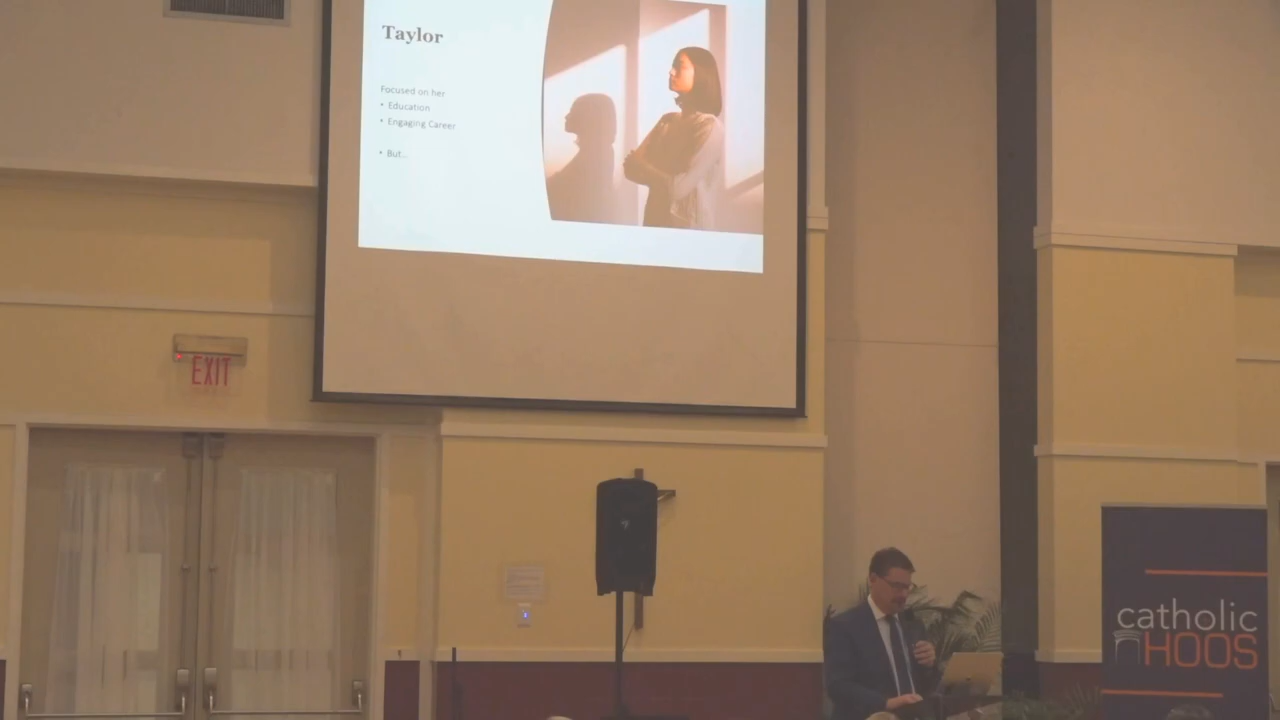 Taylor
Focused on her
• Education
• Engaging Career
• But...
EXIT
catholic
HOOS